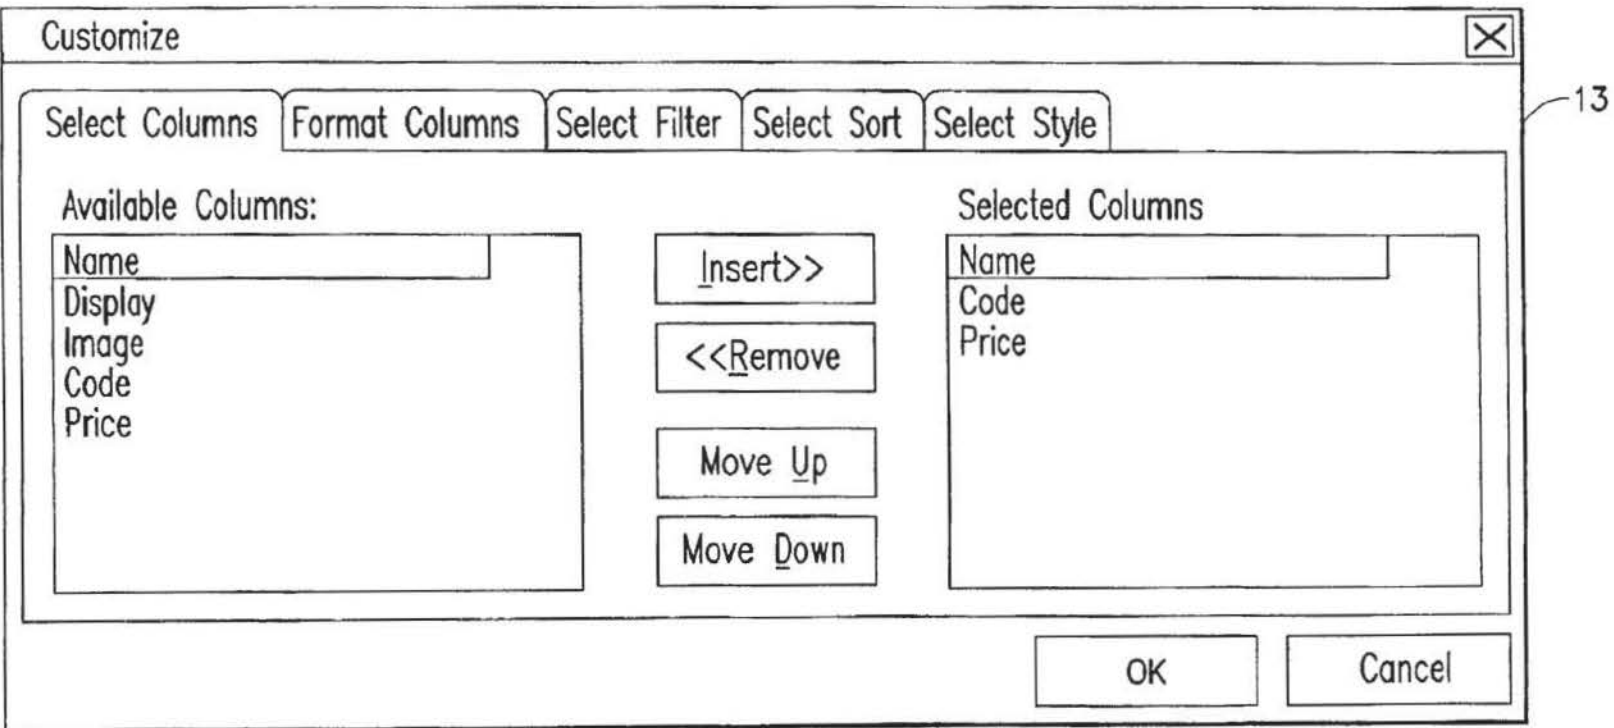 Customize
13
Select Columns Format Columns Select Filter Select Sort Select Style
Available Columns:
Name
Display
Image
Code
Price
Insert>>
<<Remove
Move Up
Move Down
Selected Columns
Name
Code
Price
OK Cancel